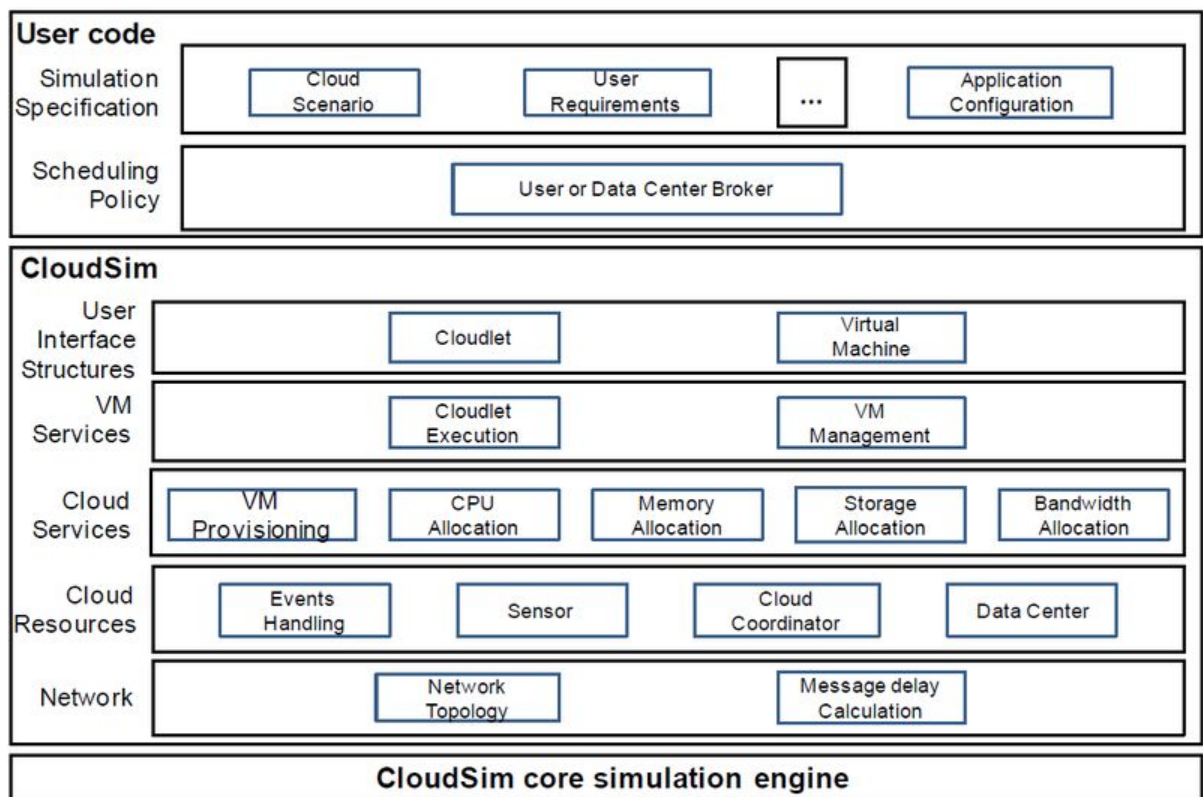 User code
Simulation
Specification
Cloud
Scenario
User
Requirements
...
Application
Configuration
Scheduling
Policy
User or Data Center Broker
CloudSim
User
Interface
Structures
Cloudlet
Virtual
Machine
VM
Services
Cloudlet
Execution
VM
Management
Cloud
Services
VM
Provisioning
CPU
Allocation
Memory
Allocation
Storage
Allocation
Bandwidth
Allocation
Cloud
Resources
Events
Handling
Sensor
Cloud
Coordinator
Data Center
Network
Network
Topology
Message delay
Calculation
CloudSim core simulation engine